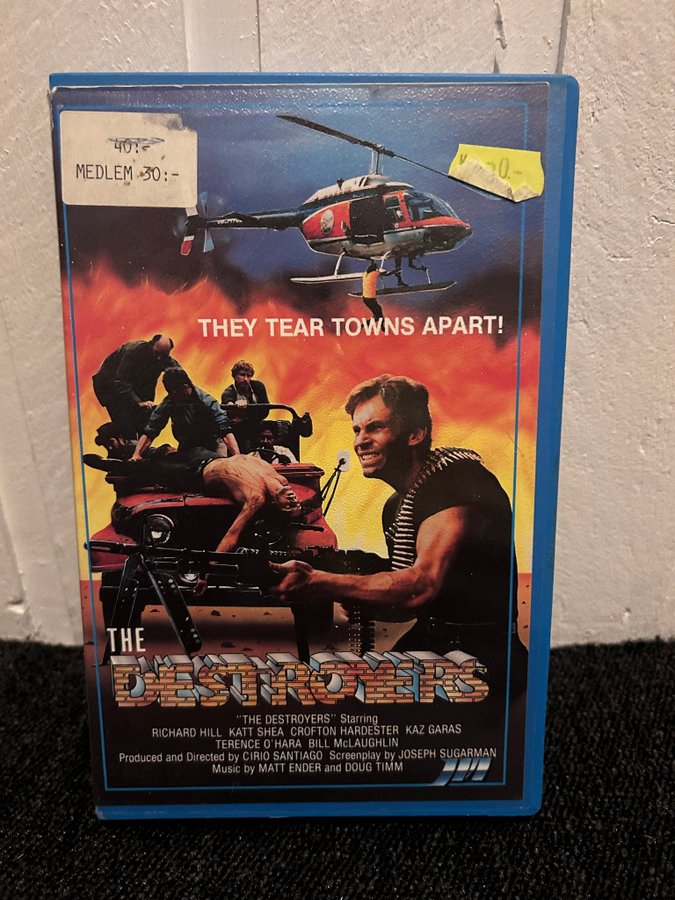 40:-
MEDLEM 30:-
THEY TEAR TOWNS APART!
THE
DESTROYERS
"THE DESTROYERS" Starring
RICHARD HILL KATT SHEA CROFTON HARDESTER KAZ GARAS
TERENCE O'HARA BILL McLAUGHLIN
Produced and Directed by CIRIO SANTIAGO Screenplay by JOSEPH SUGARMAN
Music by MATT ENDER and DOUG TIMM